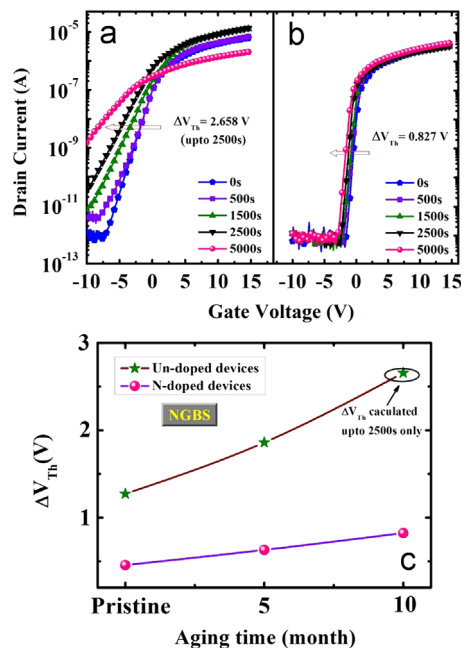 a
b
Drain Current (A)
10⁻⁵
10⁻⁷
10⁻⁹
10⁻¹¹
10⁻¹³
ΔV_Th = 2.658 V
(upto 2500s)
0s
500s
1500s
2500s
5000s
ΔV_Th = 0.827 V
0s
500s
1500s
2500s
5000s
-10 -5 0 5 10 15
-10 -5 0 5 10 15
Gate Voltage (V)
3
2
1
ΔV_Th(V)
Un-doped devices
N-doped devices
NGBS
ΔV_Th caculated
upto 2500s only
c
Pristine 5 10
Aging time (month)